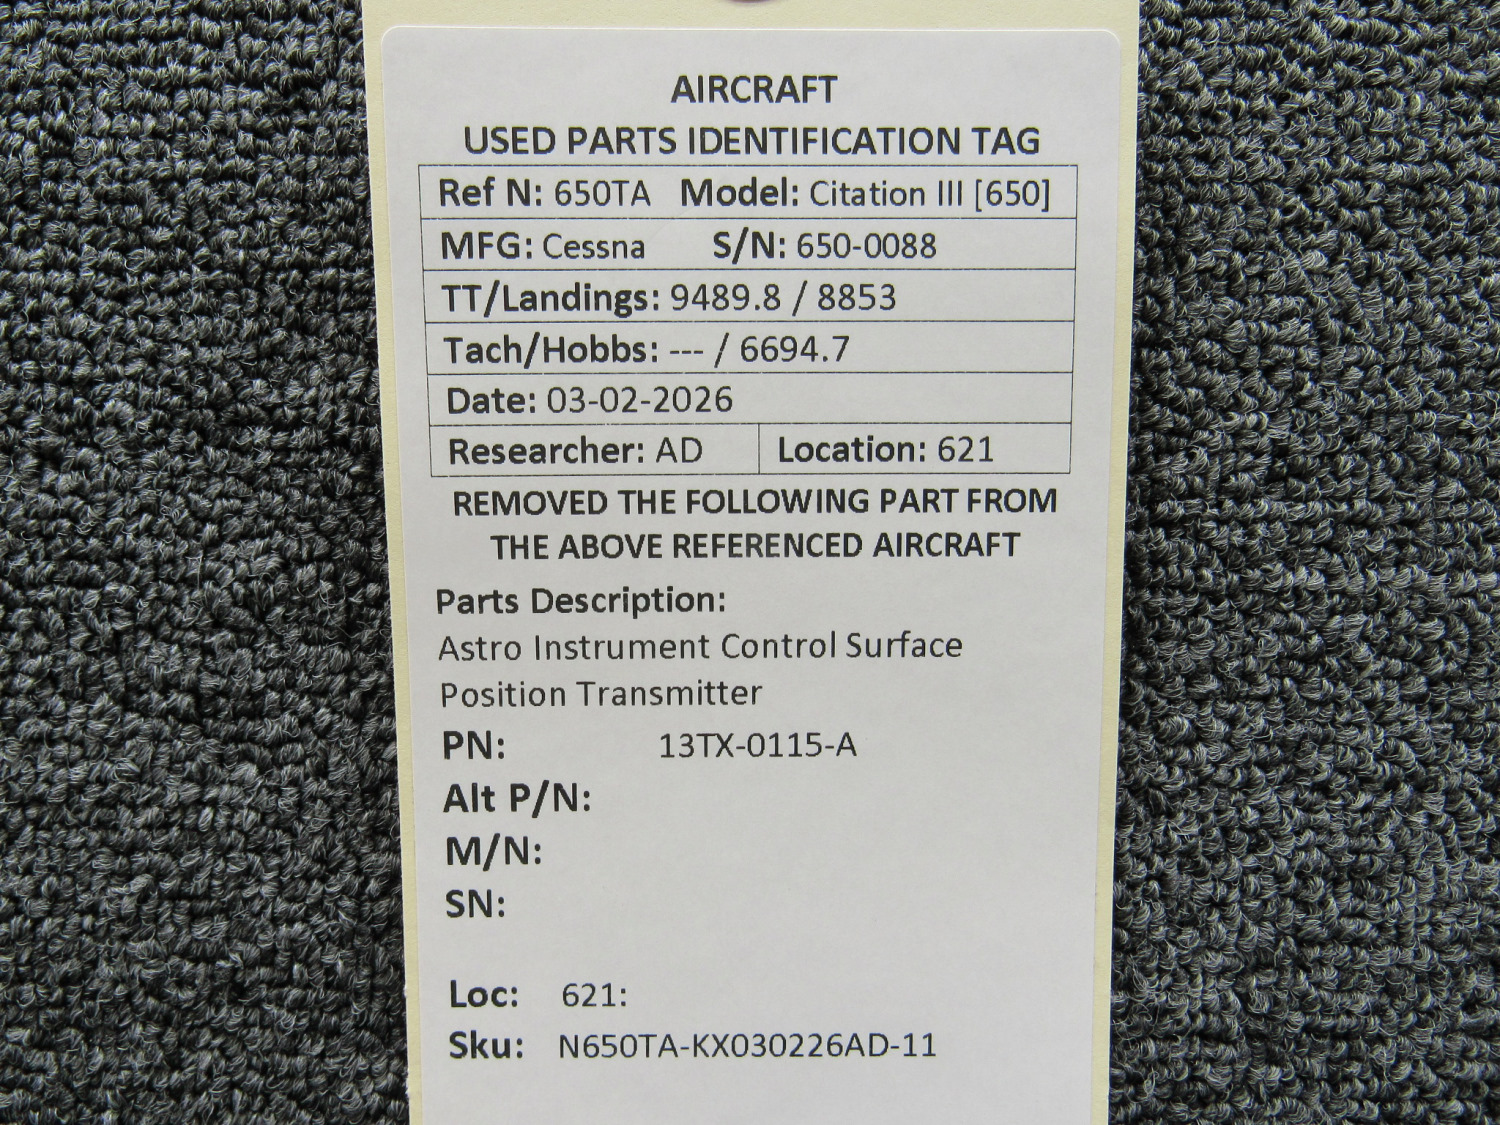 AIRCRAFT
USED PARTS IDENTIFICATION TAG
Ref N: 650TA Model: Citation III [650]
MFG: Cessna S/N: 650-0088
TT/Landings: 9489.8 / 8853
Tach/Hobbs: --- / 6694.7
Date: 03-02-2026
Researcher: AD Location: 621
REMOVED THE FOLLOWING PART FROM
THE ABOVE REFERENCED AIRCRAFT
Parts Description:
Astro Instrument Control Surface
Position Transmitter
PN: 13TX-0115-A
Alt P/N:
M/N:
SN:
Loc: 621:
Sku: N650TA-KX030226AD-11